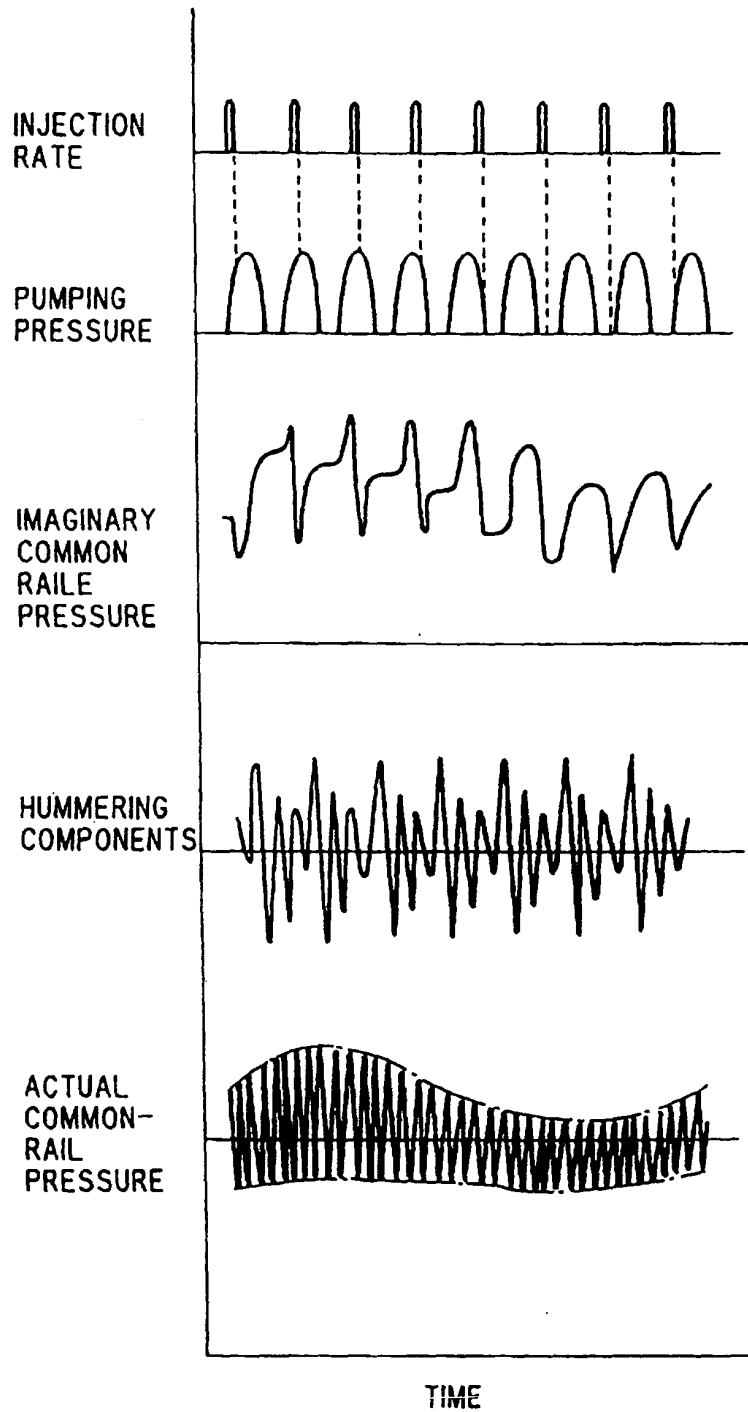 INJECTION
RATE
PUMPING
PRESSURE
IMAGINARY
COMMON
RAILE
PRESSURE
HUMMERING
COMPONENTS
ACTUAL
COMMON-
RAIL
PRESSURE
TIME